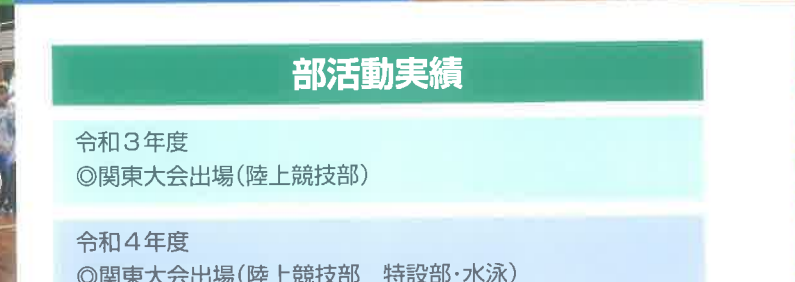 部活動実績
令和3年度
◎関東大会出場(陸上競技部)
令和4年度
◎関東大会出場(陸上競技部 特設部・水泳)